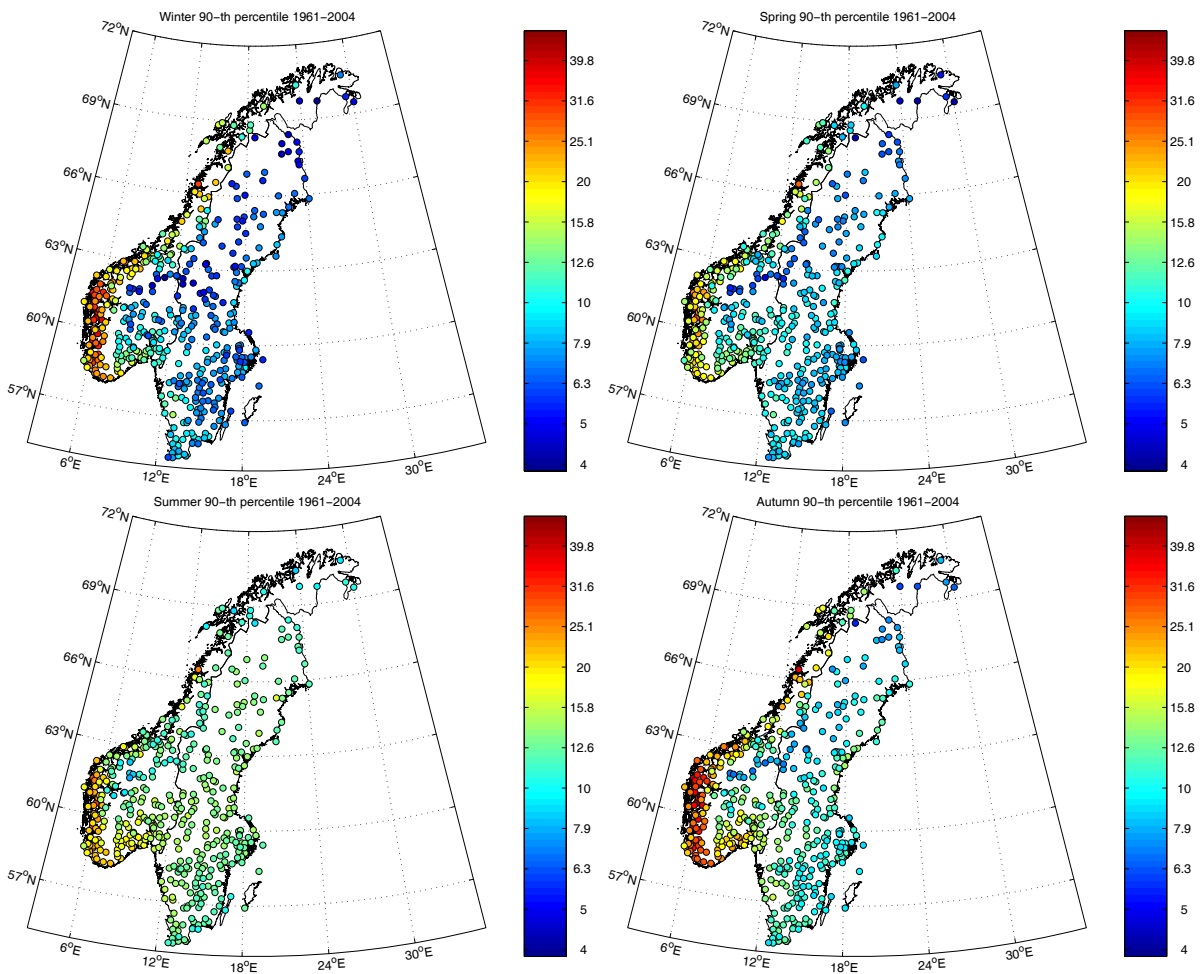 Winter 90-th percentile 1961-2004
72°N
69°N
66°N
63°N
60°N
57°N
6°E
12°E
18°E
24°E
30°E
39.8
31.6
25.1
20
15.8
12.6
10
7.9
6.3
5
4
Spring 90-th percentile 1961-2004
72°N
69°N
66°N
63°N
60°N
57°N
6°E
12°E
18°E
24°E
30°E
39.8
31.6
25.1
20
15.8
12.6
10
7.9
6.3
5
4
Summer 90-th percentile 1961-2004
72°N
69°N
66°N
63°N
60°N
57°N
6°E
12°E
18°E
24°E
30°E
39.8
31.6
25.1
20
15.8
12.6
10
7.9
6.3
5
4
Autumn 90-th percentile 1961-2004
72°N
69°N
66°N
63°N
60°N
57°N
6°E
12°E
18°E
24°E
30°E
39.8
31.6
25.1
20
15.8
12.6
10
7.9
6.3
5
4